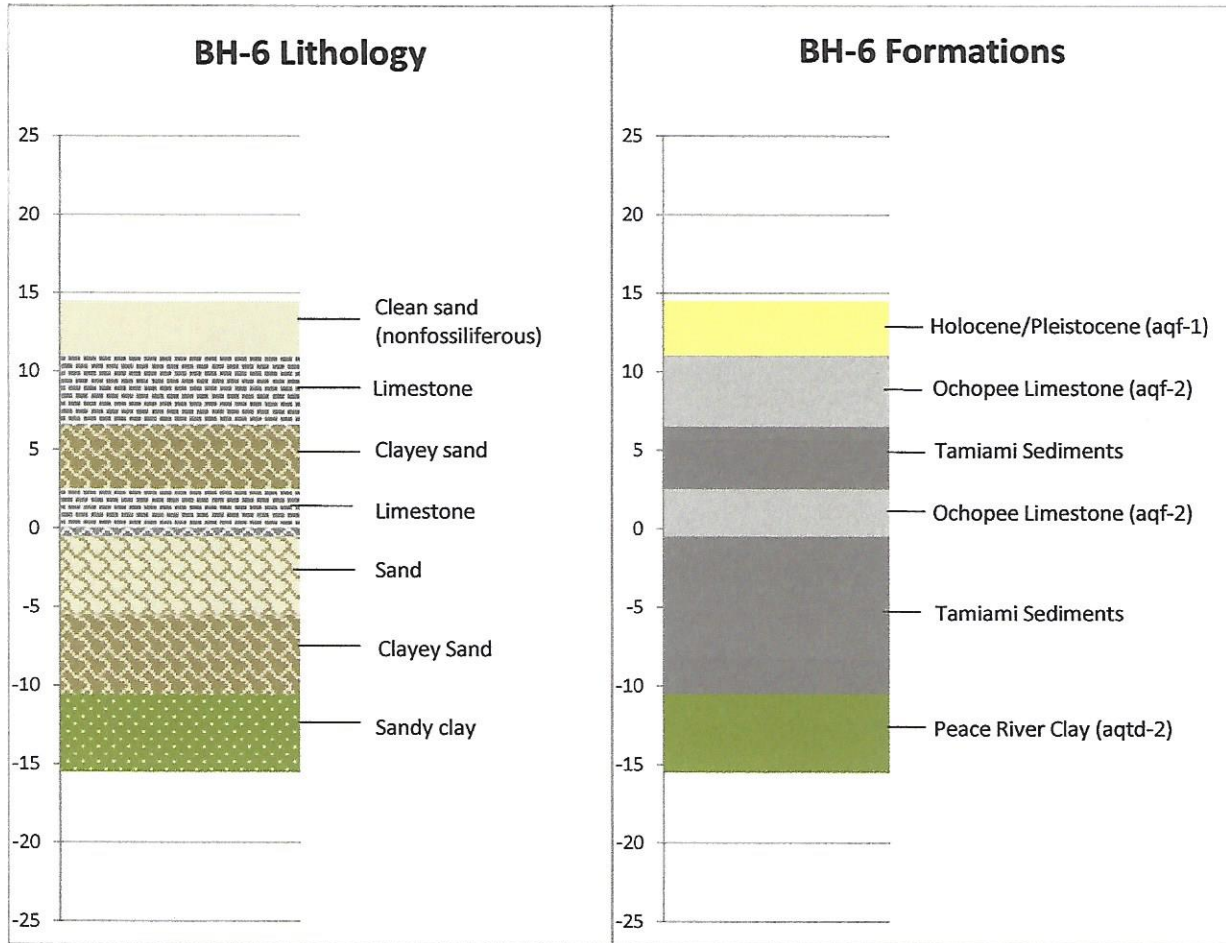 BH-6 Lithology
25
20
15
10
5
0
-5
-10
-15
-20
-25
Clean sand
(nonfossiliferous)
Limestone
Clayey sand
Limestone
Sand
Clayey Sand
Sandy clay
BH-6 Formations
25
20
15
10
5
0
-5
-10
-15
-20
-25
Holocene/Pleistocene (aqf-1)
Ochopee Limestone (aqf-2)
Tamiami Sediments
Ochopee Limestone (aqf-2)
Tamiami Sediments
Peace River Clay (aqtd-2)